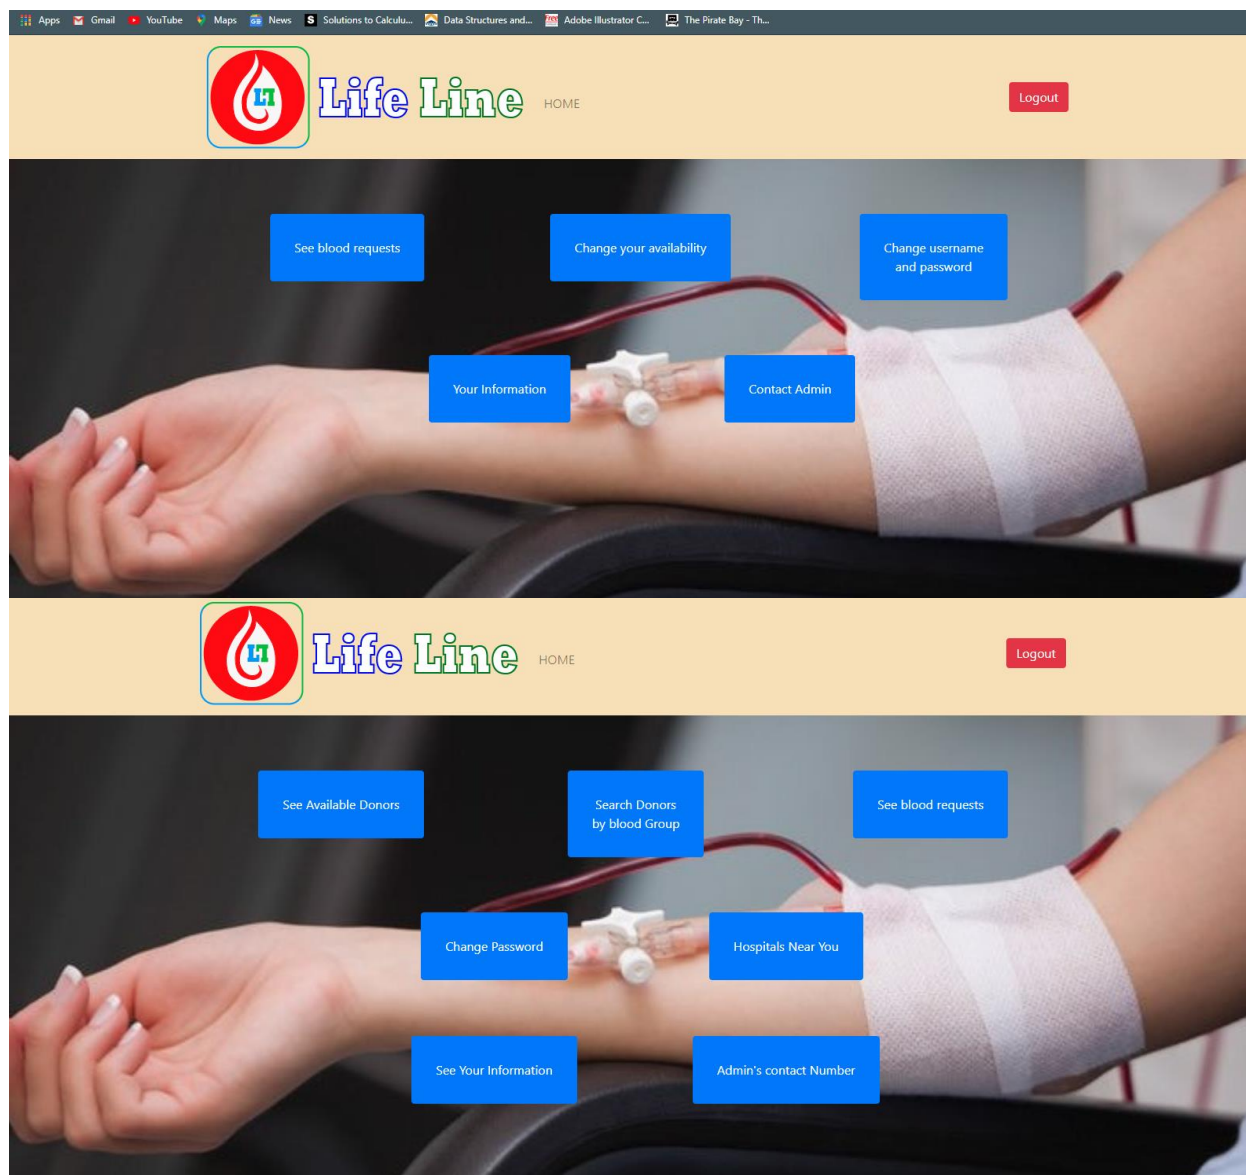 Apps Gmail YouTube Maps News Solutions to Calculu... Data Structures and... Adobe Illustrator C... The Pirate Bay - Th...
Life Line HOME Logout
See blood requests Change your availability Change username
and password
Your Information Contact Admin
Life Line HOME Logout
See Available Donors Search Donors See blood requests
by blood Group
Change Password Hospitals Near You
See Your Information Admin's contact Number